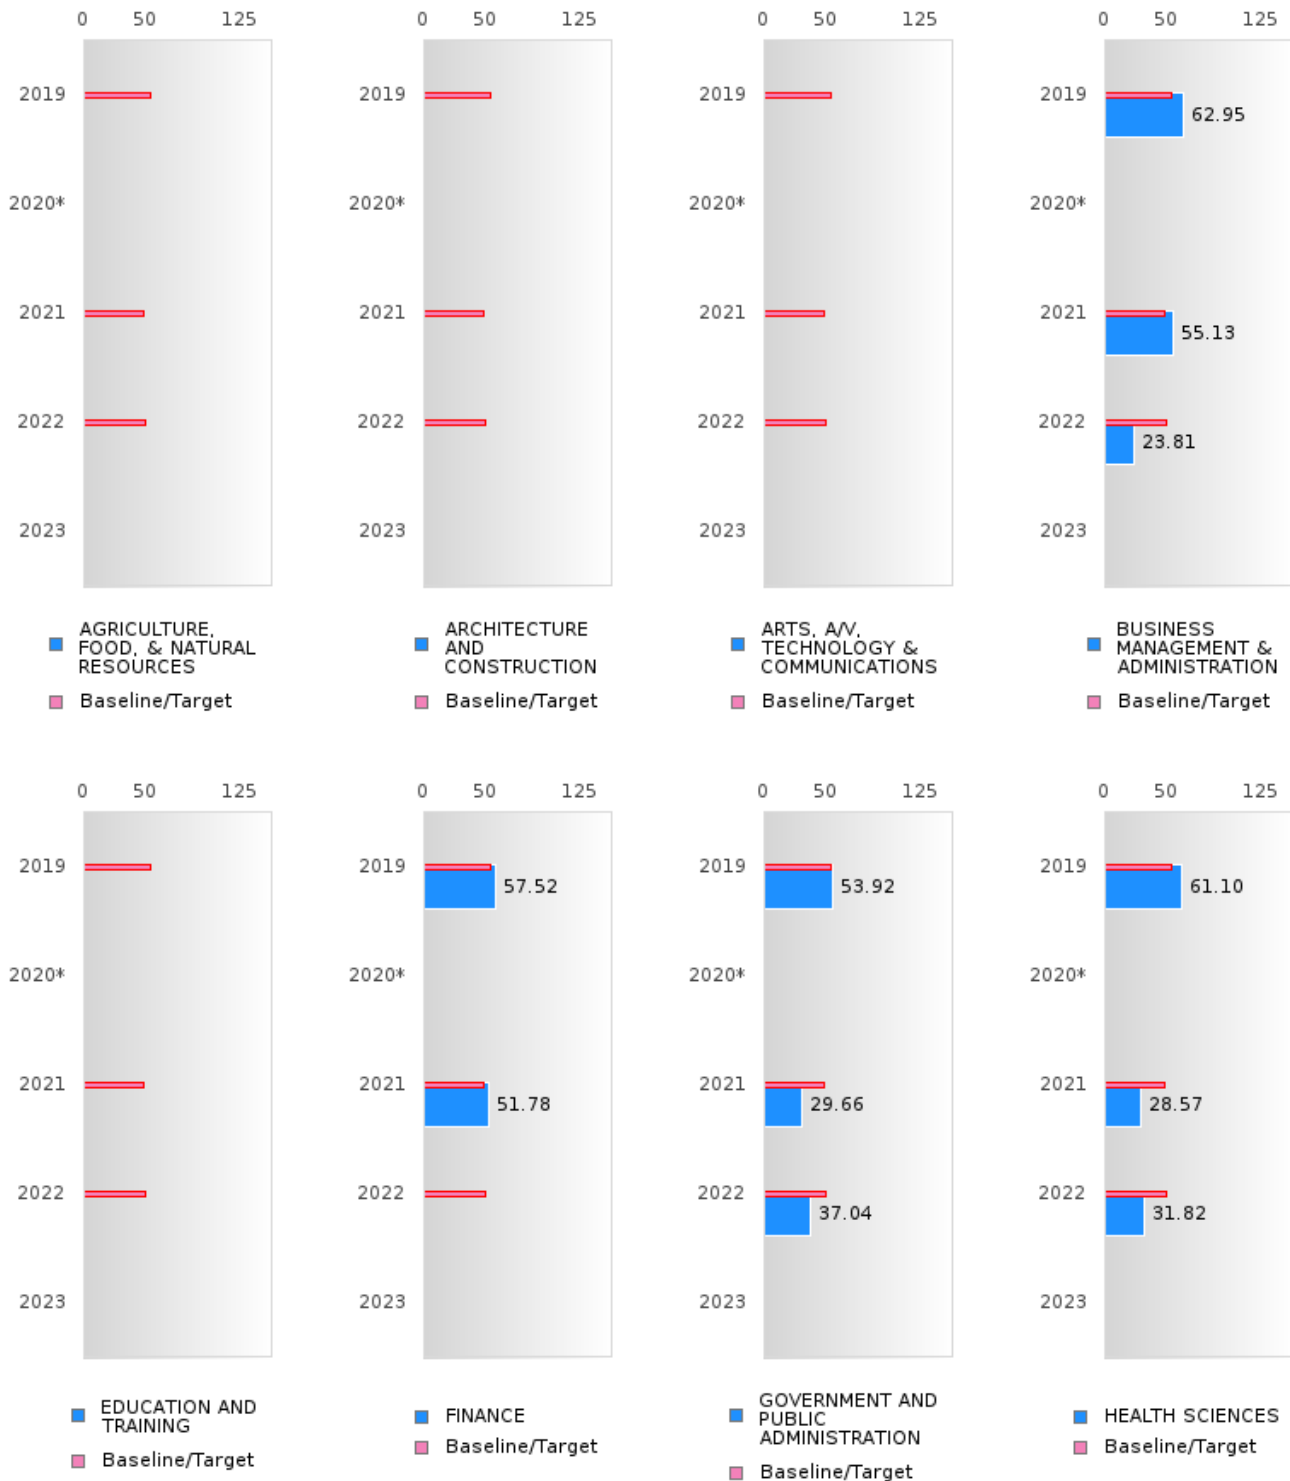 0 50 125
2019
2020*
2021
2022
2023
AGRICULTURE,
FOOD, & NATURAL
RESOURCES
Baseline/Target
0 50 125
2019
2020*
2021
2022
2023
ARCHITECTURE
AND
CONSTRUCTION
Baseline/Target
0 50 125
2019
2020*
2021
2022
2023
ARTS, A/V,
TECHNOLOGY &
COMMUNICATIONS
Baseline/Target
0 50 125
2019
62.95
2020*
2021
55.13
2022
23.81
2023
BUSINESS
MANAGEMENT &
ADMINISTRATION
Baseline/Target
0 50 125
2019
2020*
2021
2022
2023
EDUCATION AND
TRAINING
Baseline/Target
0 50 125
2019
57.52
2020*
2021
51.78
2022
2023
FINANCE
Baseline/Target
0 50 125
2019
53.92
2020*
2021
29.66
2022
37.04
2023
GOVERNMENT AND
PUBLIC
ADMINISTRATION
Baseline/Target
0 50 125
2019
61.10
2020*
2021
28.57
2022
31.82
2023
HEALTH SCIENCES
Baseline/Target